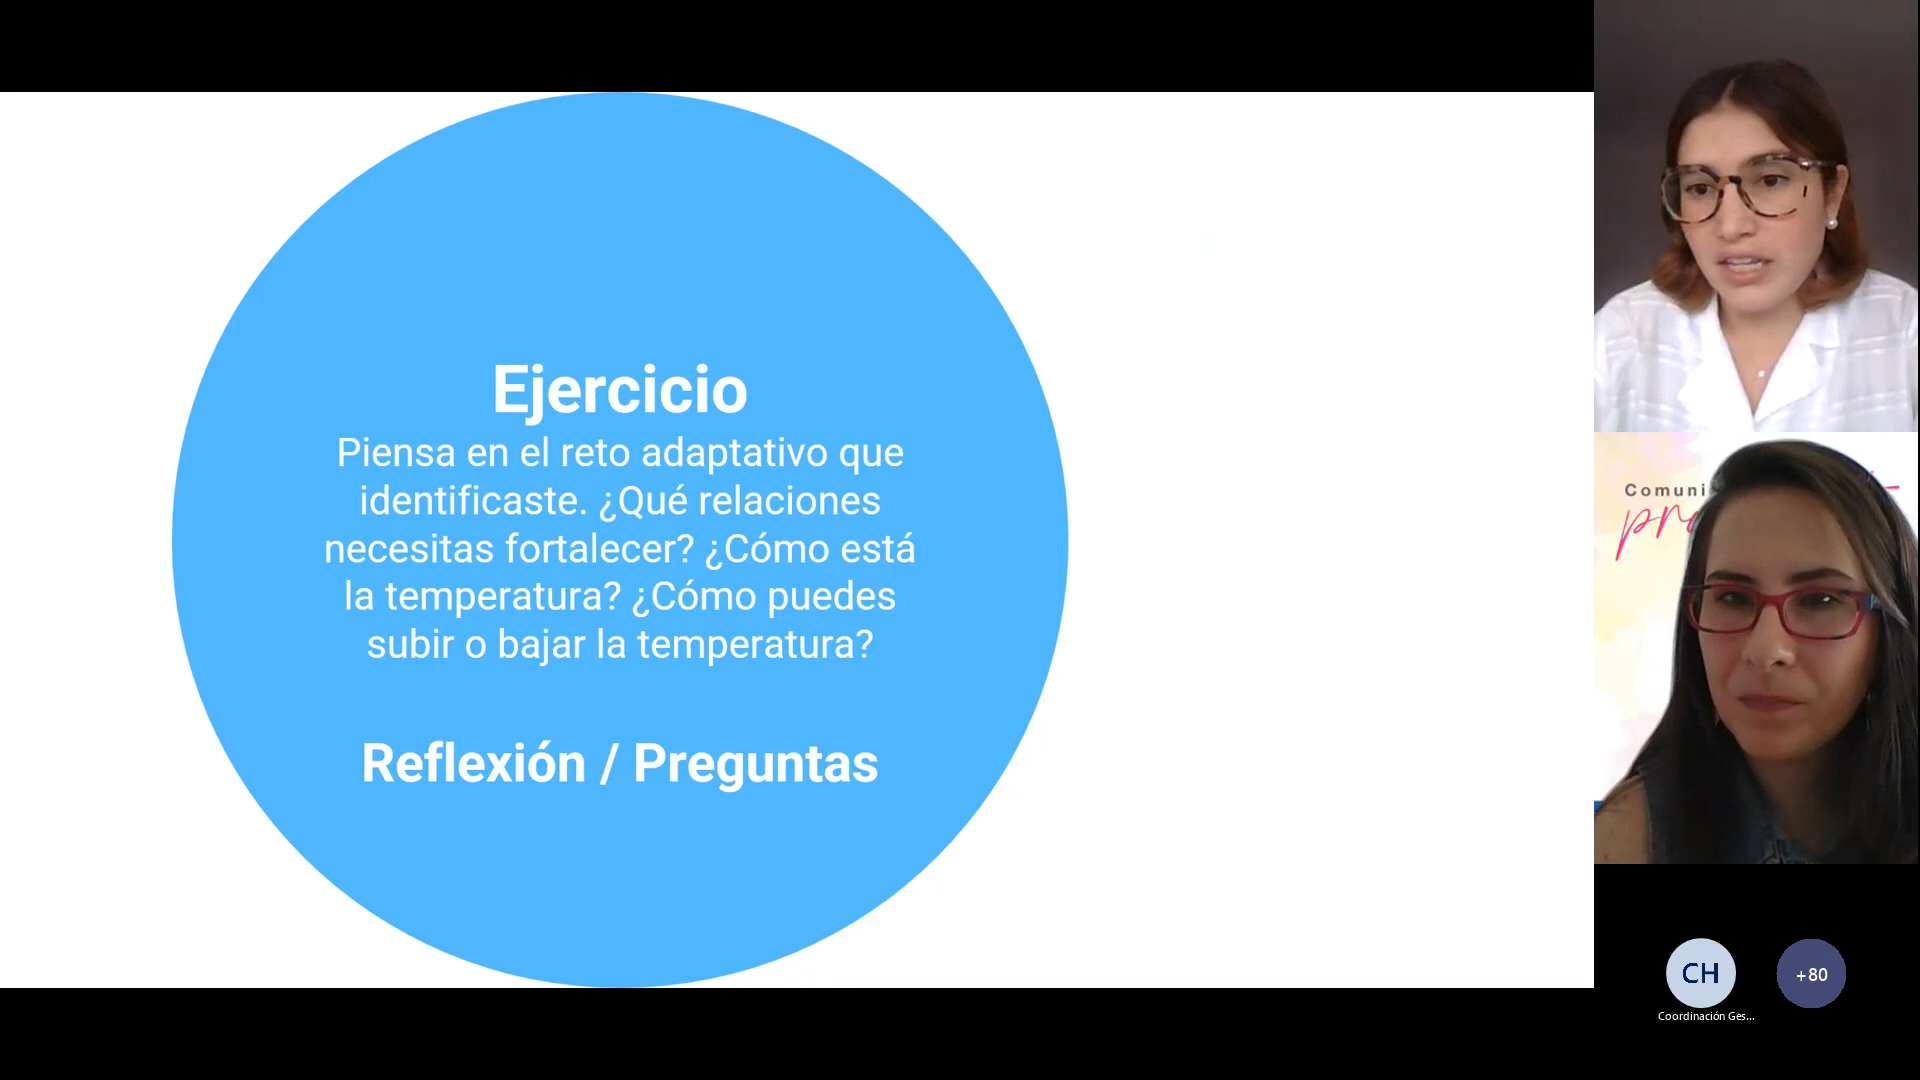 Ejercicio
Piensa en el reto adaptativo que
identificaste. ¿Qué relaciones
necesitas fortalecer? ¿Cómo está
la temperatura? ¿Cómo puedes
subir o bajar la temperatura?
Reflexión / Preguntas
Comuni
CH
+80
Coordinación Ges...